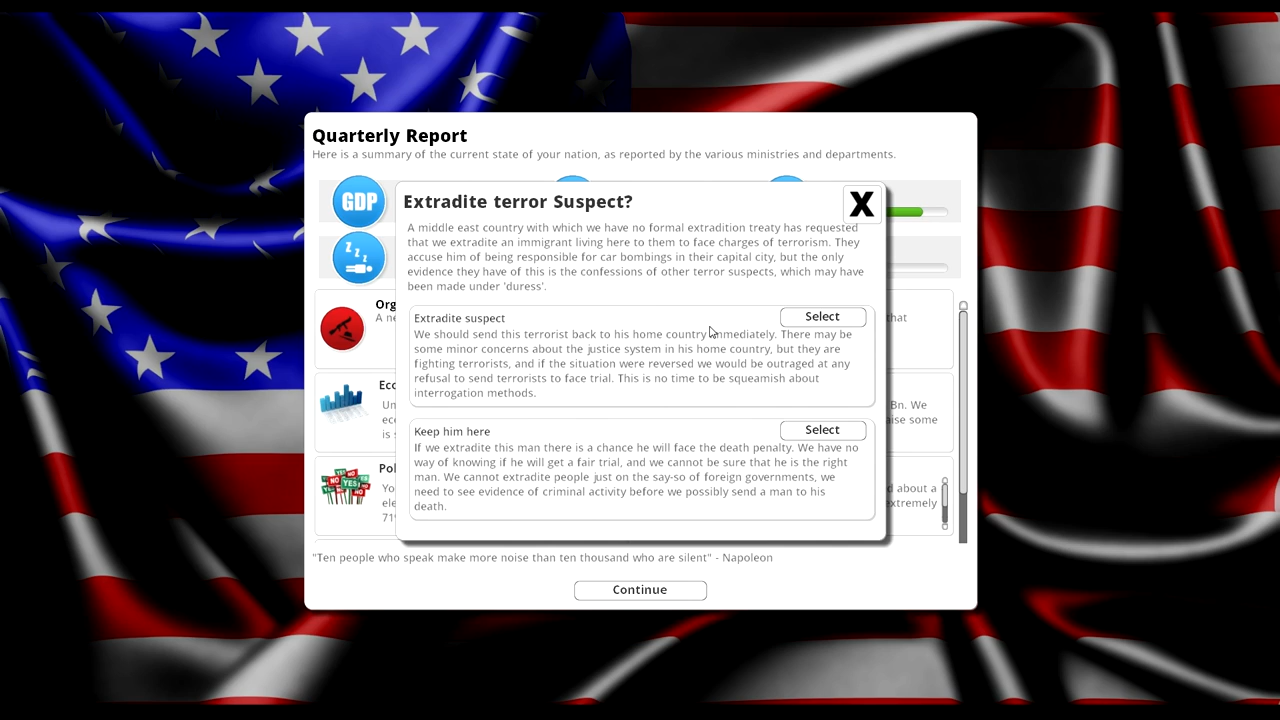 Quarterly Report
Here is a summary of the current state of your nation, as reported by the various ministries and departments.
GDP
Extradite terror Suspect?
X
A middle east country with which we have no formal extradition treaty has requested
that we extradite an immigrant living here to them to face charges of terrorism. They
accuse him of being responsible for car bombings in their capital city, but the only
evidence they have of this is the confessions of other terror suspects, which may have
been made under 'duress'.
Extradite suspect
Select
We should send this terrorist back to his home country immediately. There may be
some minor concerns about the justice system in his home country, but they are
fighting terrorists, and if the situation were reversed we would be outraged at any
refusal to send terrorists to face trial. This is no time to be squeamish about
interrogation methods.
Keep him here
Select
If we extradite this man there is a chance he will face the death penalty. We have no
way of knowing if he will get a fair trial, and we cannot be sure that he is the right
man. We cannot extradite people just on the say-so of foreign governments, we
need to see evidence of criminal activity before we possibly send a man to his
death.
Org
A ne
that
Eco
Un
Bn. We
ece
aise some
is s
Pol
Yo
d about a
ele
extremely
71%
YES
NO
"Ten people who speak make more noise than ten thousand who are silent" - Napoleon
Continue